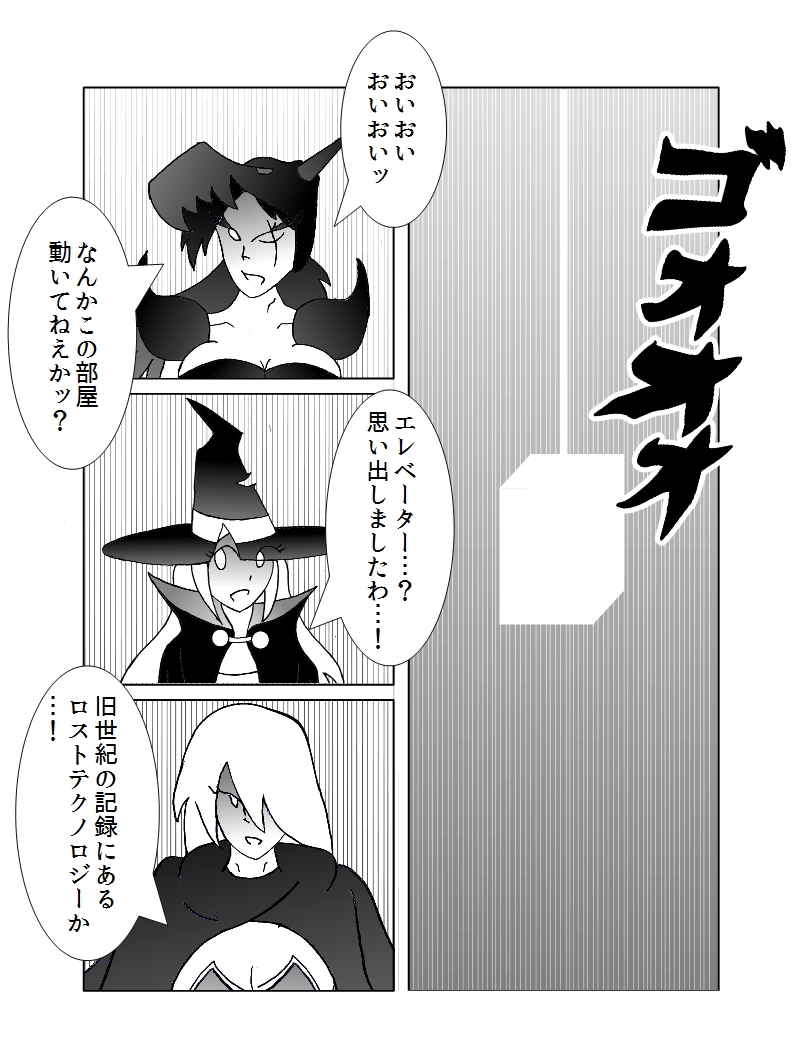 ゴォオオ
おいおい
おいおいッ
なんかこの部屋
動いてねえかッ？
エレベーター…？
思い出しましたわ…！
旧世紀の記録にある
ロストテクノロジーか
…！